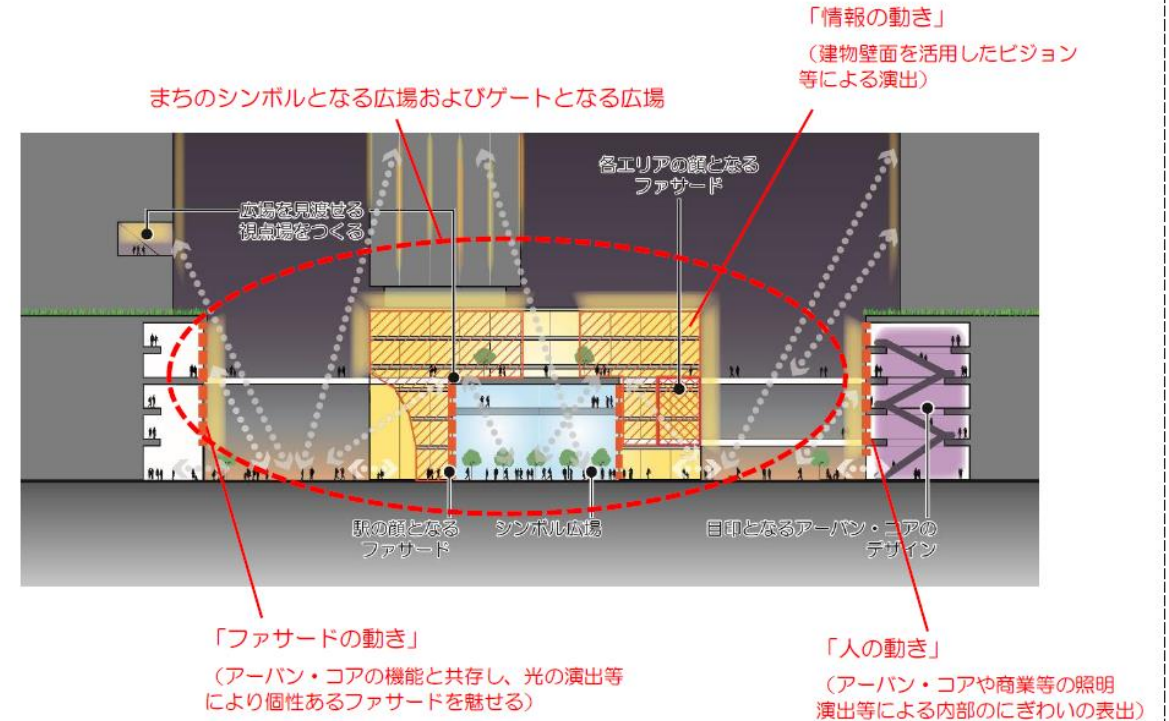 「情報の動き」
（建物壁面を活用したビジョン
等による演出）
まちのシンボルとなる広場およびゲートとなる広場
各エリアの顔となる
ファサード
広場を見渡せる
視点場をつくる
駅の顔となる
ファサード
シンボル広場
目印となるアーバン・コアの
デザイン
「ファサードの動き」
（アーバン・コアの機能と共存し、光の演出等
により個性あるファサードを魅せる）
「人の動き」
（アーバン・コアや商業等の照明
演出等による内部のにぎわいの表出）